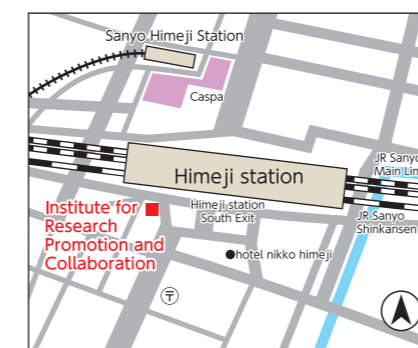 Sanyo Himeji Station
Caspa
Himeji station
JR Sanyo
Main Lin
Himeji station
South Exit
JR Sanyo
Shinkansen
Institute for
Research
Promotion and
Collaboration
hotel nikko himeji
〒